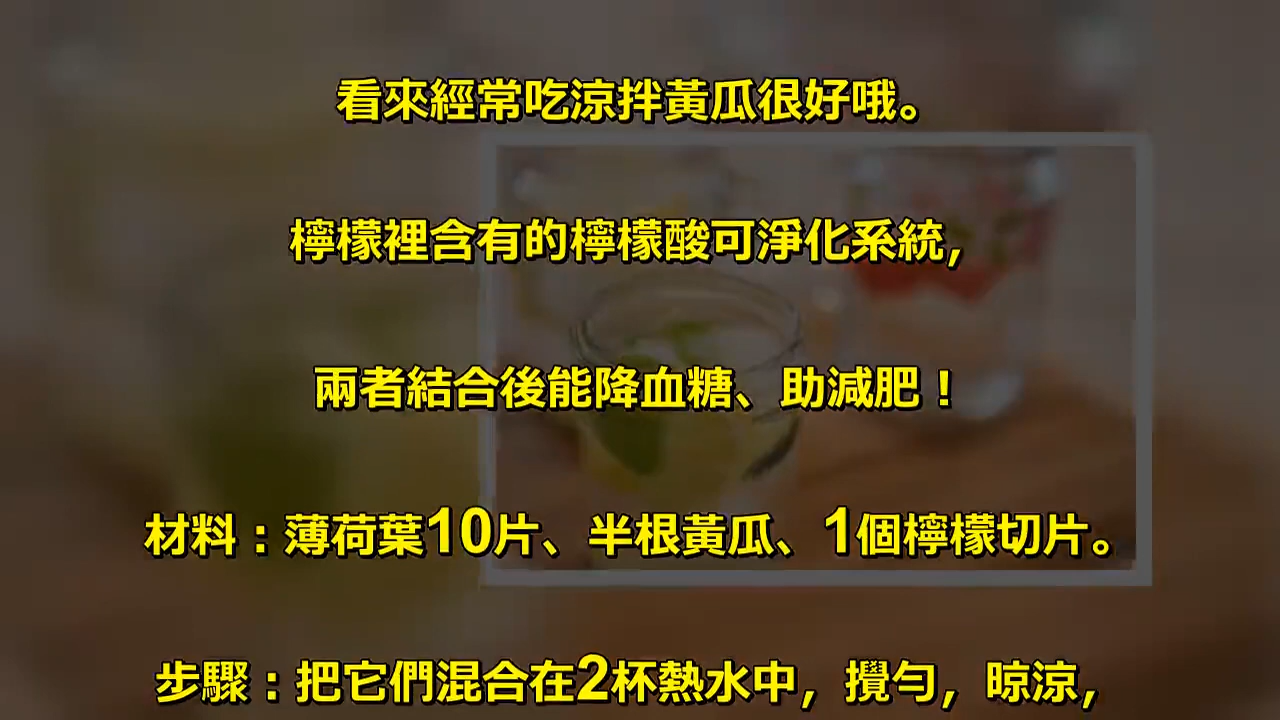 看來經常吃涼拌黃瓜很好哦。
檸檬裡含有的檸檬酸可淨化系統，
兩者結合後能降血糖、助減肥！
材料：薄荷葉10片、半根黃瓜、1個檸檬切片。
步驟：把它們混合在2杯熱水中，攪勻，晾涼，